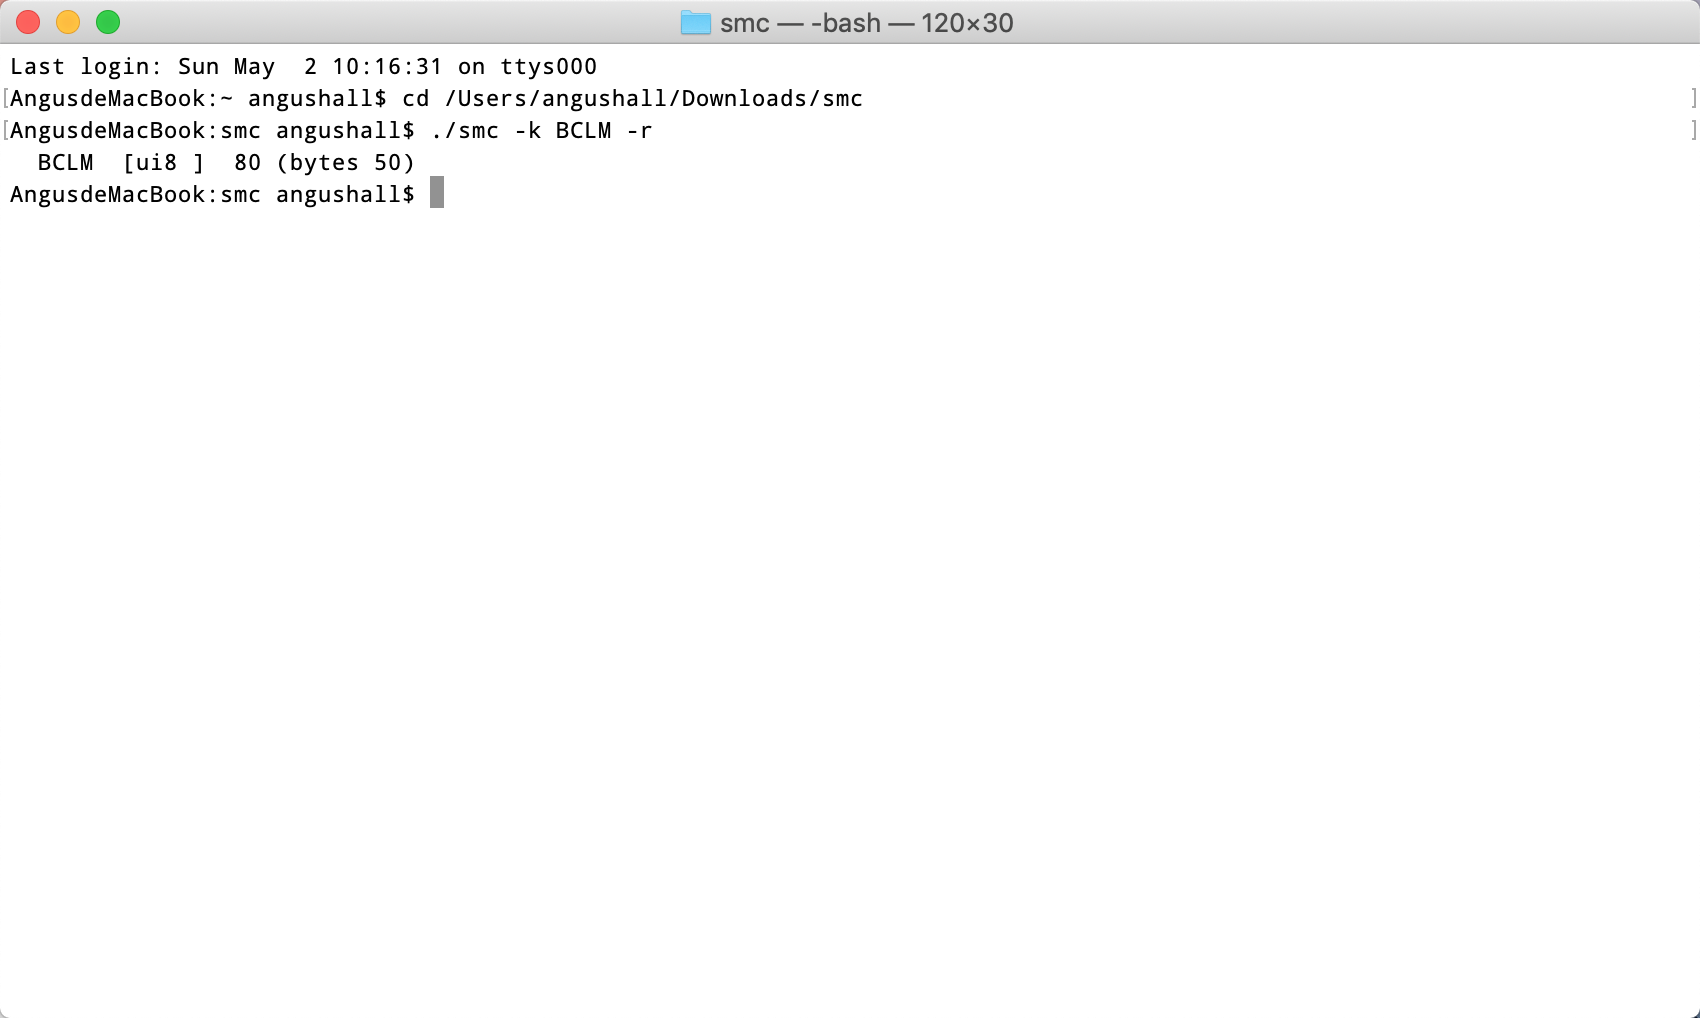 smc — -bash — 120×30
Last login: Sun May  2 10:16:31 on ttys000
[AngusdeMacBook:~ angushall$ cd /Users/angushall/Downloads/smc ]
[AngusdeMacBook:smc angushall$ ./smc -k BCLM -r ]
  BCLM  [ui8 ]  80 (bytes 50)
AngusdeMacBook:smc angushall$